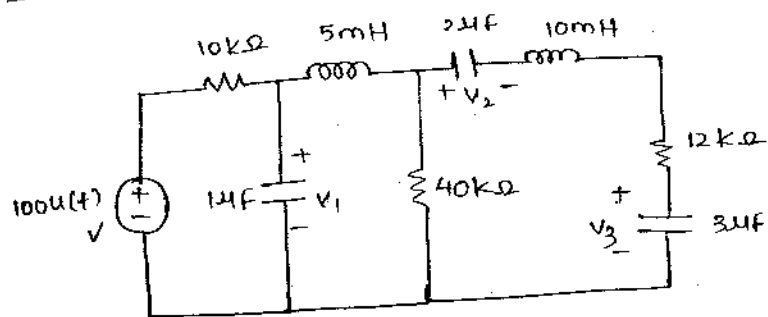 10kΩ 5mH 2μF 10mH
+ V₂ -
12kΩ
+
100u(t) V
+
-
1μF
V₁
-
40kΩ
+
V₃
-
3μF